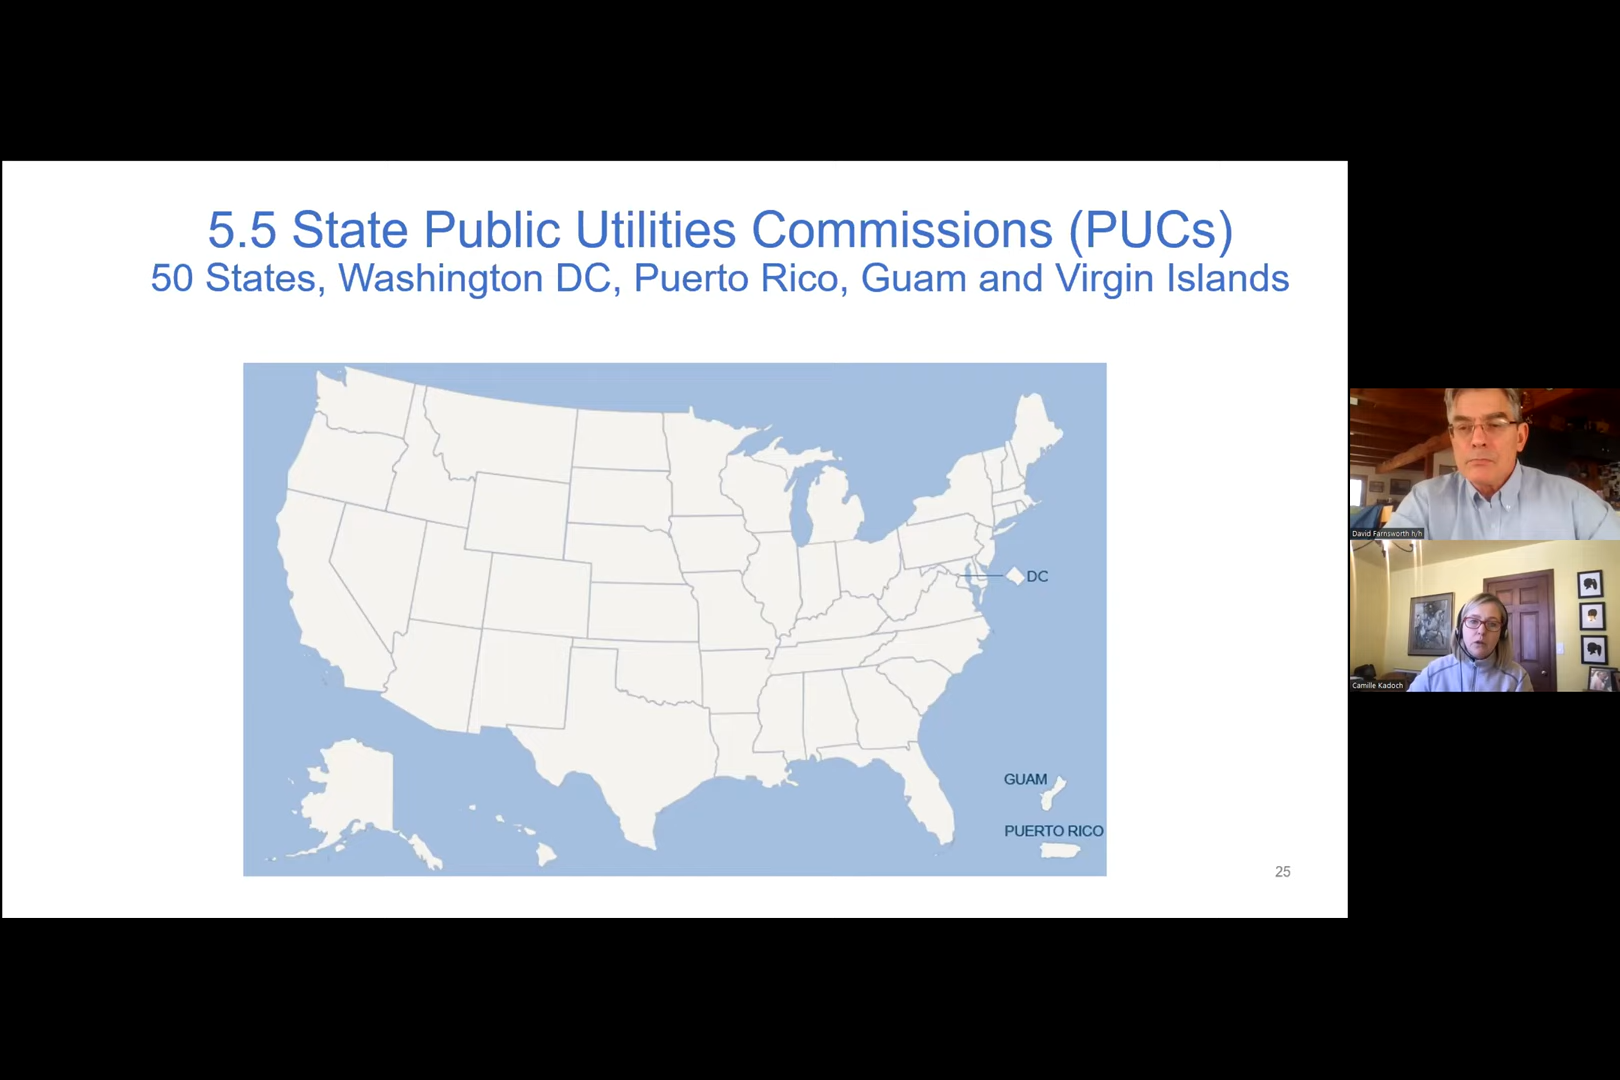 5.5 State Public Utilities Commissions (PUCs)
50 States, Washington DC, Puerto Rico, Guam and Virgin Islands
DC
GUAM
PUERTO RICO
25
David Farnsworth h/h
Camille Kadoch